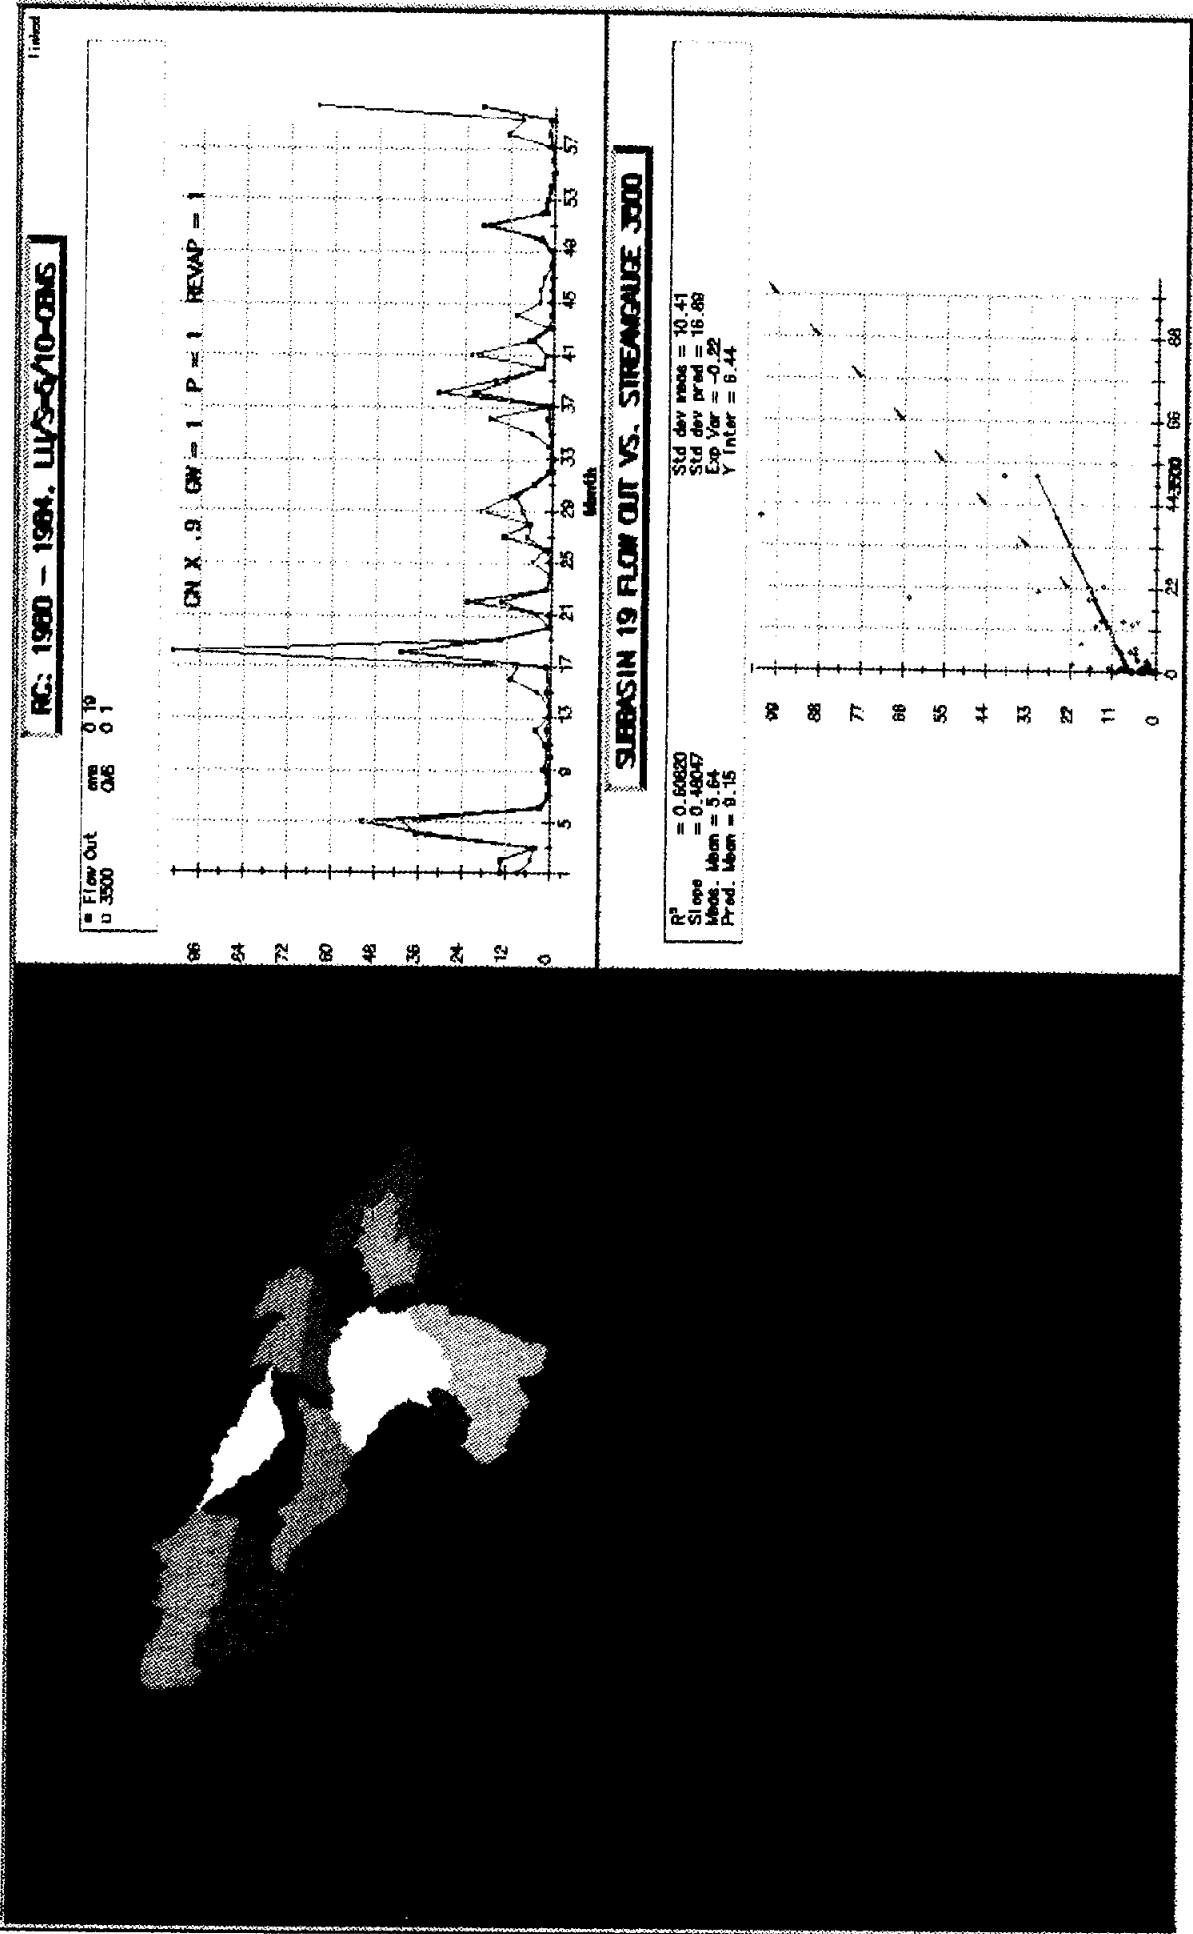 linked
RC: 1980 - 1984, LU/S-5/10-CBMS
■ Flow Out cms 0 19
□ 3500 CMS 0 1
CN X .9 GW = 1 P = 1 REVAP = 1
96
84
72
60
48
36
24
12
0
1 5 9 13 17 21 25 29 33 37 41 45 49 53 57
Month
SUBBASIN 19 FLOW OUT VS. STREAMGAUGE 3500
R² = 0.60620 Std dev meas = 10.41
Slope = 0.48047 Std dev pred = 16.89
Meas. Mean = 5.64 Exp Var = -0.22
Pred. Mean = 9.15 Y Inter = 6.44
99
88
77
66
55
44
33
22
11
0
0 22 44 66 88
3500